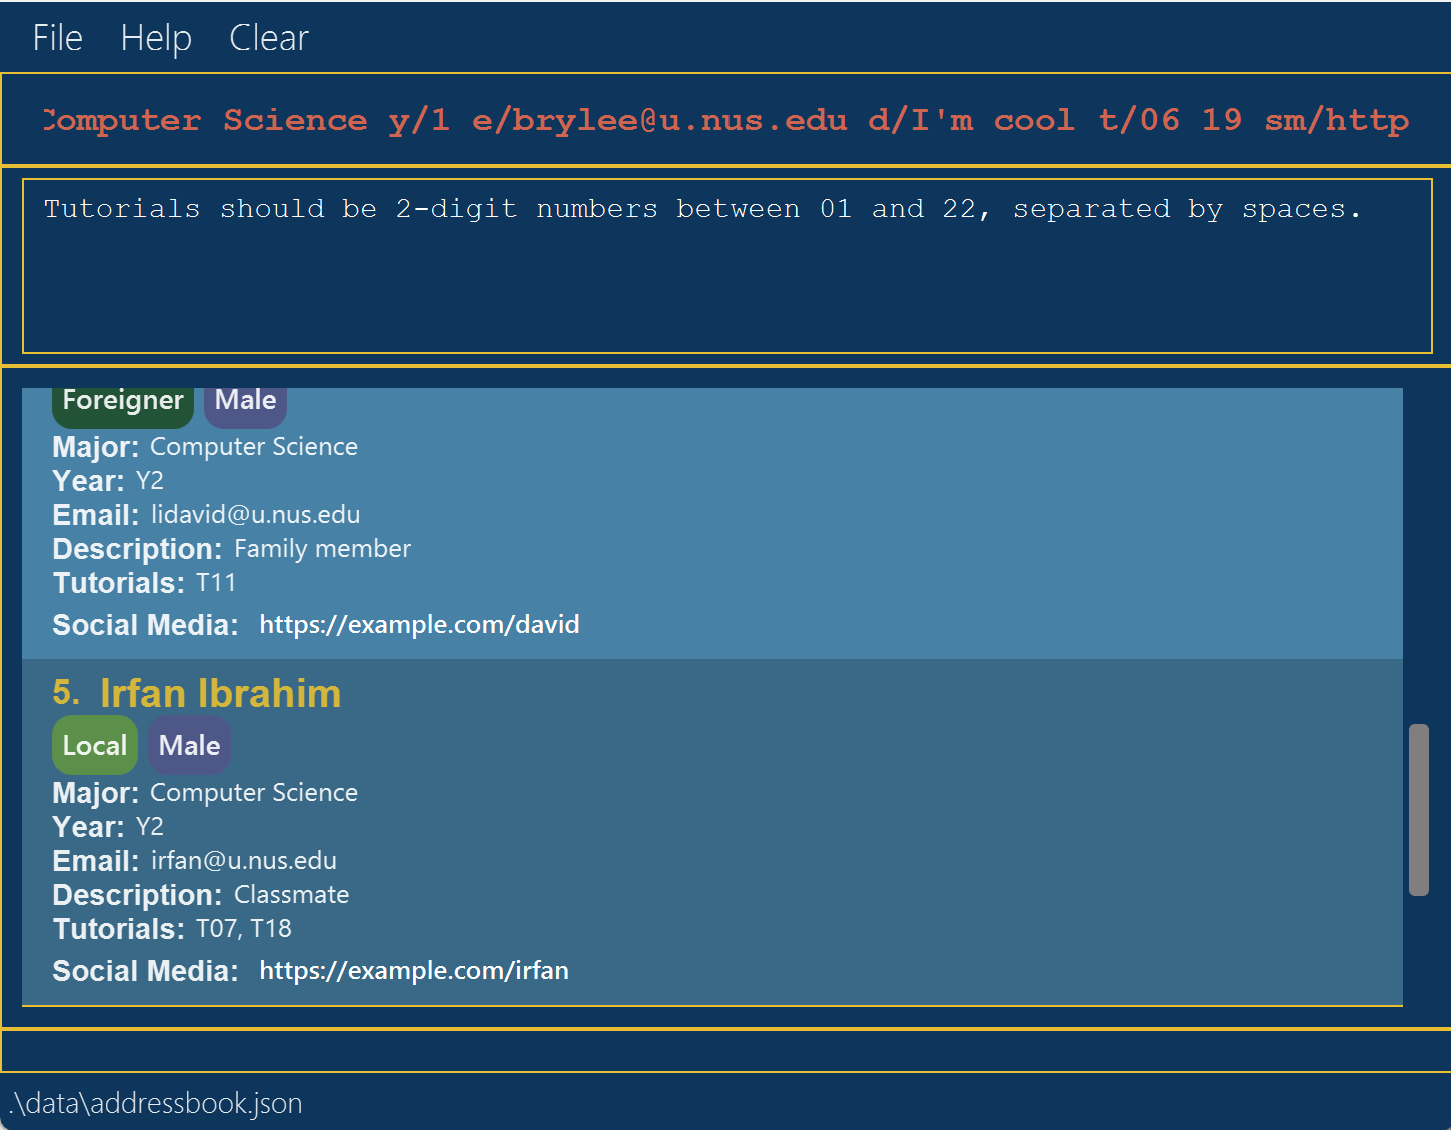 File Help Clear
Computer Science y/1 e/brylee@u.nus.edu d/I'm cool t/06 19 sm/http
Tutorials should be 2-digit numbers between 01 and 22, separated by spaces.
Foreigner Male
Major: Computer Science
Year: Y2
Email: lidavid@u.nus.edu
Description: Family member
Tutorials: T11
Social Media: https://example.com/david
5. Irfan Ibrahim
Local Male
Major: Computer Science
Year: Y2
Email: irfan@u.nus.edu
Description: Classmate
Tutorials: T07, T18
Social Media: https://example.com/irfan
.\data\addressbook.json